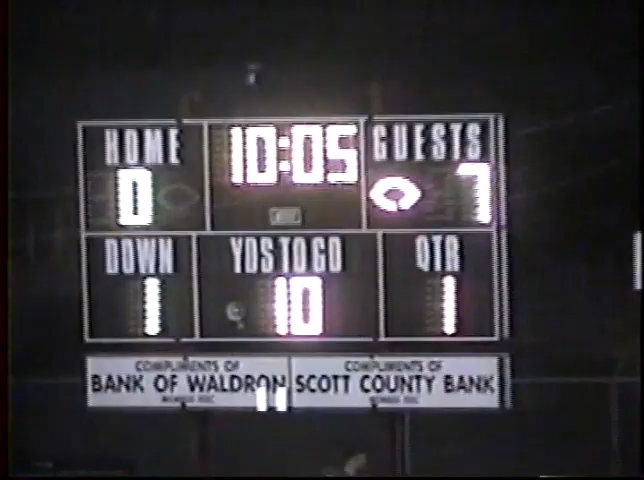 HOME 10:05 GUESTS
0 7
DOWN YDS TO GO QTR
1 10 1
COMPLIMENTS OF COMPLIMENTS OF
BANK OF WALDRON SCOTT COUNTY BANK